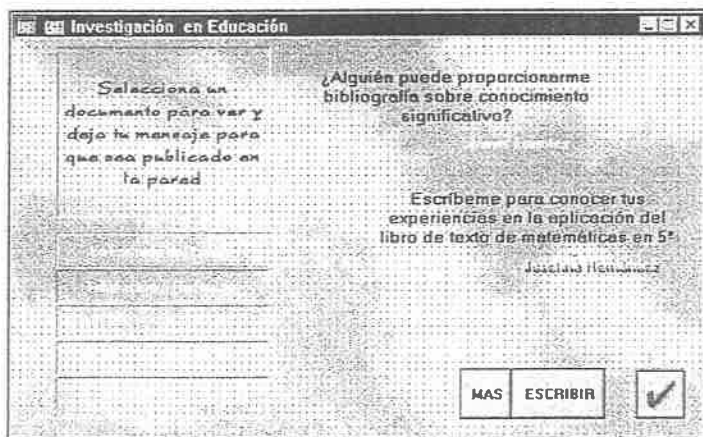 Investigación en Educación
Selecciona un
documento para ver y
deja tu mensaje para
que sea publicado en
la pared
¿Alguién puede proporcionarme
bibliografía sobre conocimiento
significativo?
Escríbeme para conocer tus
experiencias en la aplicación del
libro de texto de matemáticas en 5º
Hernández
MAS
ESCRIBIR